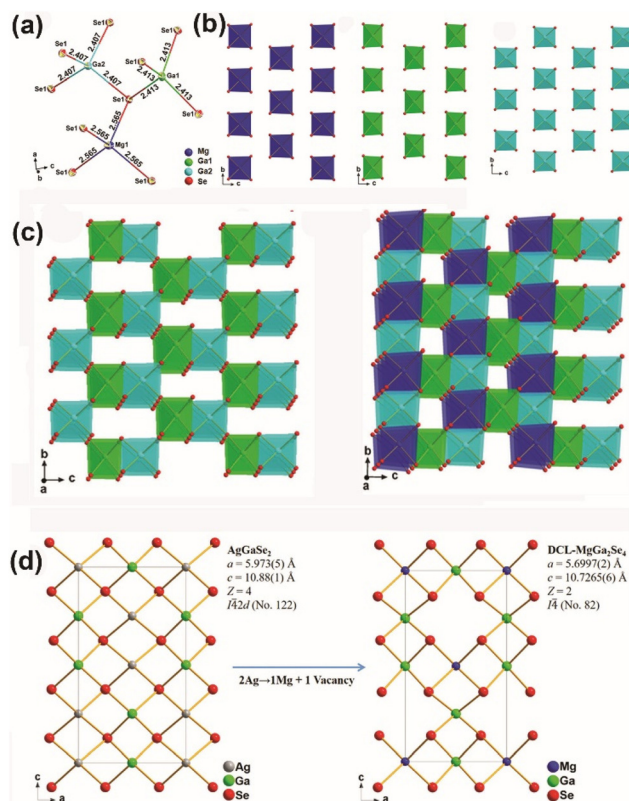 (a)
Se1
2.407
Se1
2.407
Ga2
2.407
Se1
2.407
Se1
Se1
2.413
2.413
Ga1
2.413
2.413
Se1
Se1
2.565
Se1
2.565
Mg1
2.565
2.565
Se1
Se1
a
b
c
Mg
Ga1
Ga2
Se
(b)
b
c
b
c
b
c
(c)
b
a
c
b
a
c
(d)
AgGaSe2
a = 5.973(5) Å
c = 10.88(1) Å
Z = 4
I4̅2d (No. 122)
2Ag→1Mg + 1 Vacancy
DCL-MgGa2Se4
a = 5.6997(2) Å
c = 10.7265(6) Å
Z = 2
I4̅ (No. 82)
c
a
Ag
Ga
Se
c
a
Mg
Ga
Se